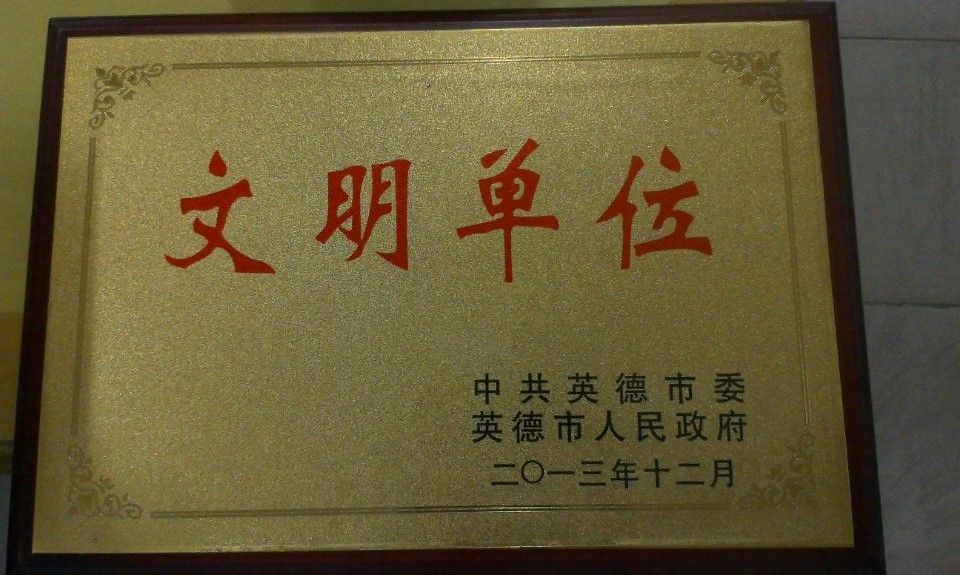 文明单位
中共英德市委
英德市人民政府
二〇一三年十二月